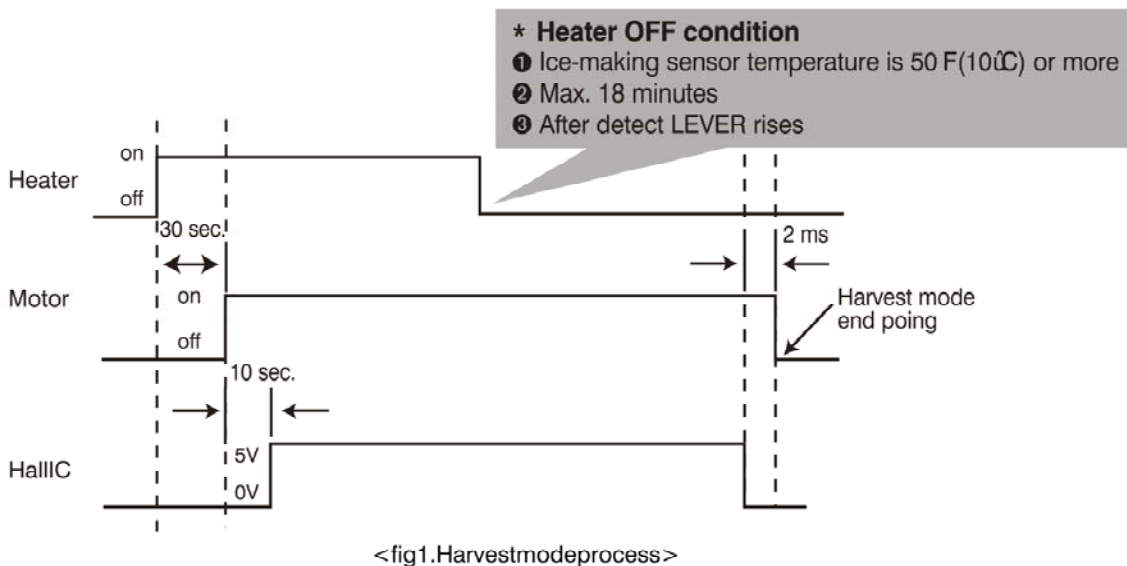 * Heater OFF condition
❶ Ice-making sensor temperature is 50 F(10ûC) or more
❷ Max. 18 minutes
❸ After detect LEVER rises
on
Heater
off
30 sec.
2 ms
Motor
on
off
Harvest mode
end poing
10 sec.
5V
HallIC
0V
<fig1.Harvestmodeprocess>